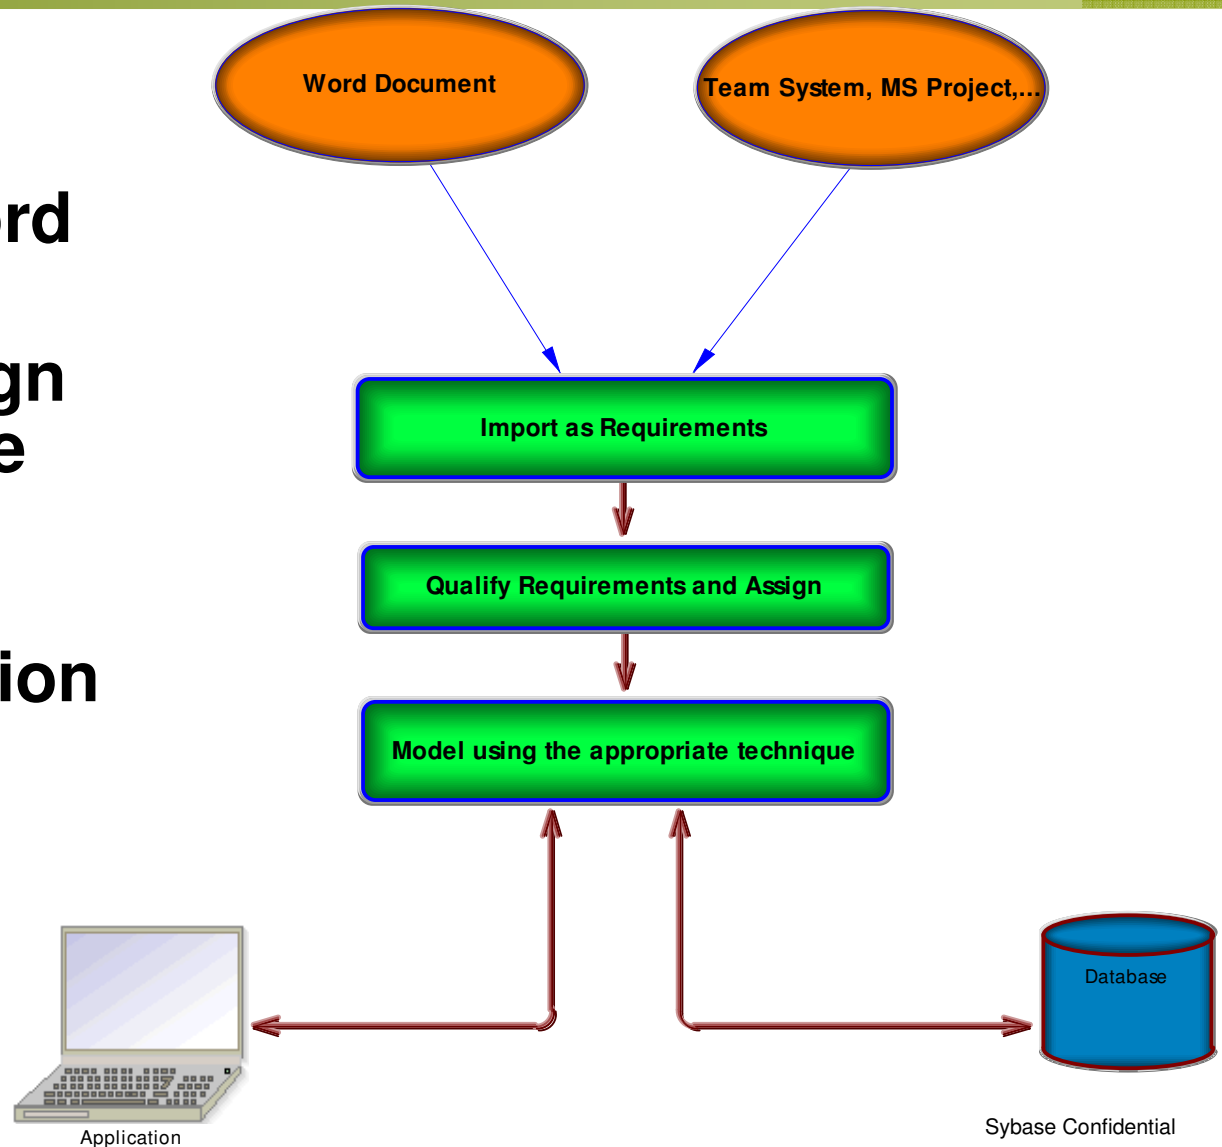 Word Document
Team System, MS Project,...
rd
gn
e
Import as Requirements
Qualify Requirements and Assign
ion
Model using the appropriate technique
Database
Application
Sybase Confidential